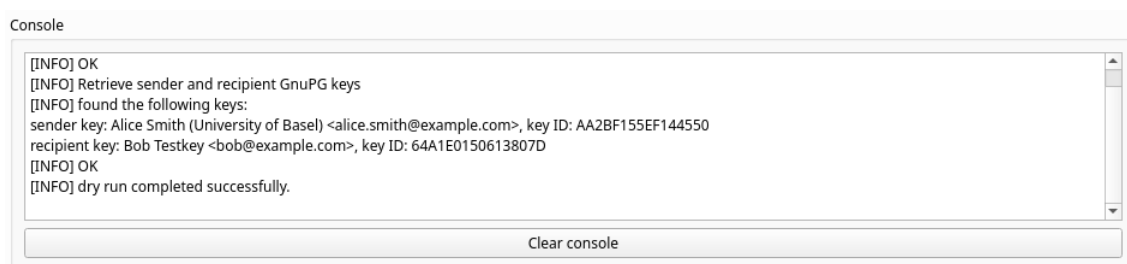 Console
[INFO] OK
[INFO] Retrieve sender and recipient GnuPG keys
[INFO] found the following keys:
sender key: Alice Smith (University of Basel) <alice.smith@example.com>, key ID: AA2BF155EF144550
recipient key: Bob Testkey <bob@example.com>, key ID: 64A1E0150613807D
[INFO] OK
[INFO] dry run completed successfully.
Clear console